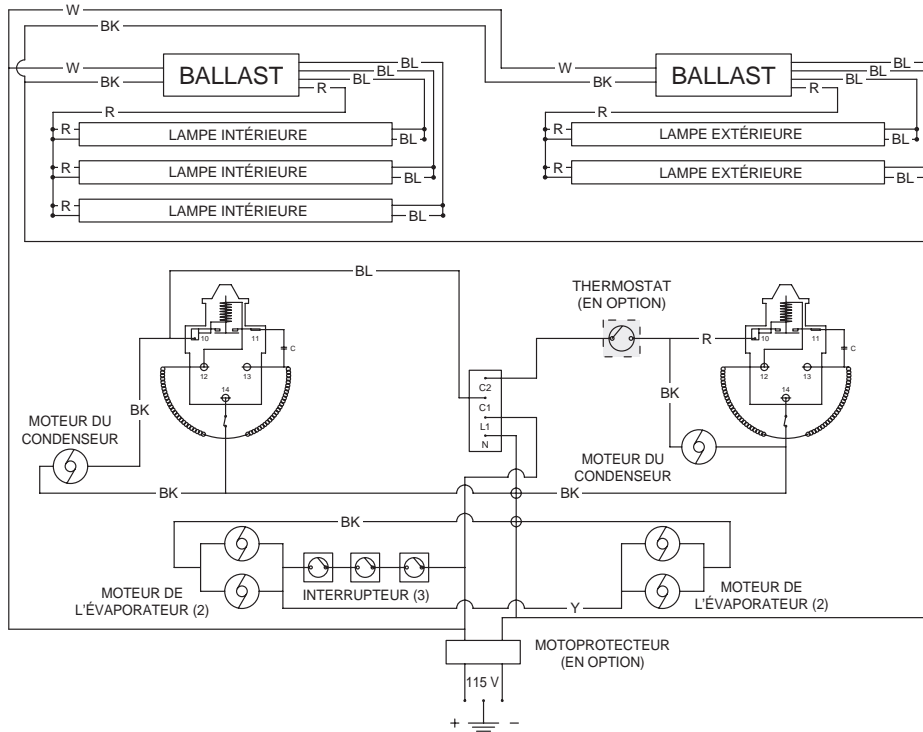 W
BK
W
BK
BALLAST
BL
BL
BL
R
W
BK
BALLAST
BL
BL
BL
R
R
R
LAMPE INTÉRIEURE
BL
R
LAMPE INTÉRIEURE
BL
R
LAMPE INTÉRIEURE
BL
R
R
LAMPE EXTÉRIEURE
BL
R
LAMPE EXTÉRIEURE
BL
BL
THERMOSTAT
(EN OPTION)
10
11
C
12
13
14
R
10
11
C
12
13
14
C2
C1
L1
N
BK
BK
MOTEUR DU
CONDENSEUR
MOTEUR DU
CONDENSEUR
BK
BK
BK
MOTEUR DE
L'ÉVAPORATEUR (2)
INTERRUPTEUR (3)
Y
MOTEUR DE
L'ÉVAPORATEUR (2)
MOTOPROTECTEUR
(EN OPTION)
115 V
+
−